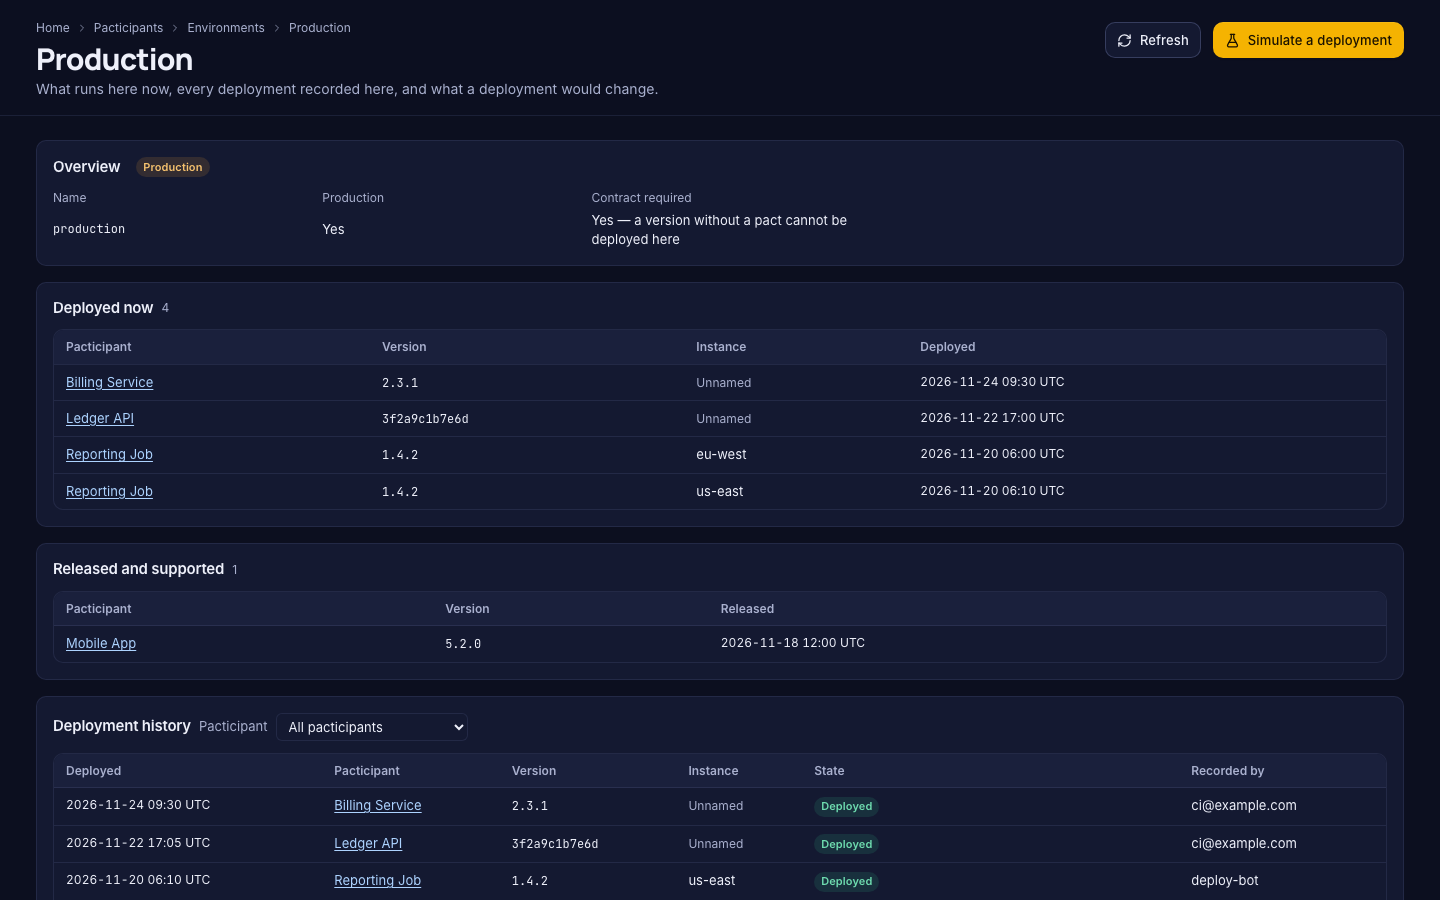 Home > Pacticipants > Environments > Production
Production
What runs here now, every deployment recorded here, and what a deployment would change.
Refresh
Simulate a deployment
Overview Production
Name Production Contract required
production Yes Yes — a version without a pact cannot be
deployed here
Deployed now 4
Pacticipant Version Instance Deployed
Billing Service 2.3.1 Unnamed 2026-11-24 09:30 UTC
Ledger API 3f2a9c1b7e6d Unnamed 2026-11-22 17:00 UTC
Reporting Job 1.4.2 eu-west 2026-11-20 06:00 UTC
Reporting Job 1.4.2 us-east 2026-11-20 06:10 UTC
Released and supported 1
Pacticipant Version Released
Mobile App 5.2.0 2026-11-18 12:00 UTC
Deployment history Pacticipant All pacticipants
Deployed Pacticipant Version Instance State Recorded by
2026-11-24 09:30 UTC Billing Service 2.3.1 Unnamed Deployed ci@example.com
2026-11-22 17:05 UTC Ledger API 3f2a9c1b7e6d Unnamed Deployed ci@example.com
2026-11-20 06:10 UTC Reporting Job 1.4.2 us-east Deployed deploy-bot